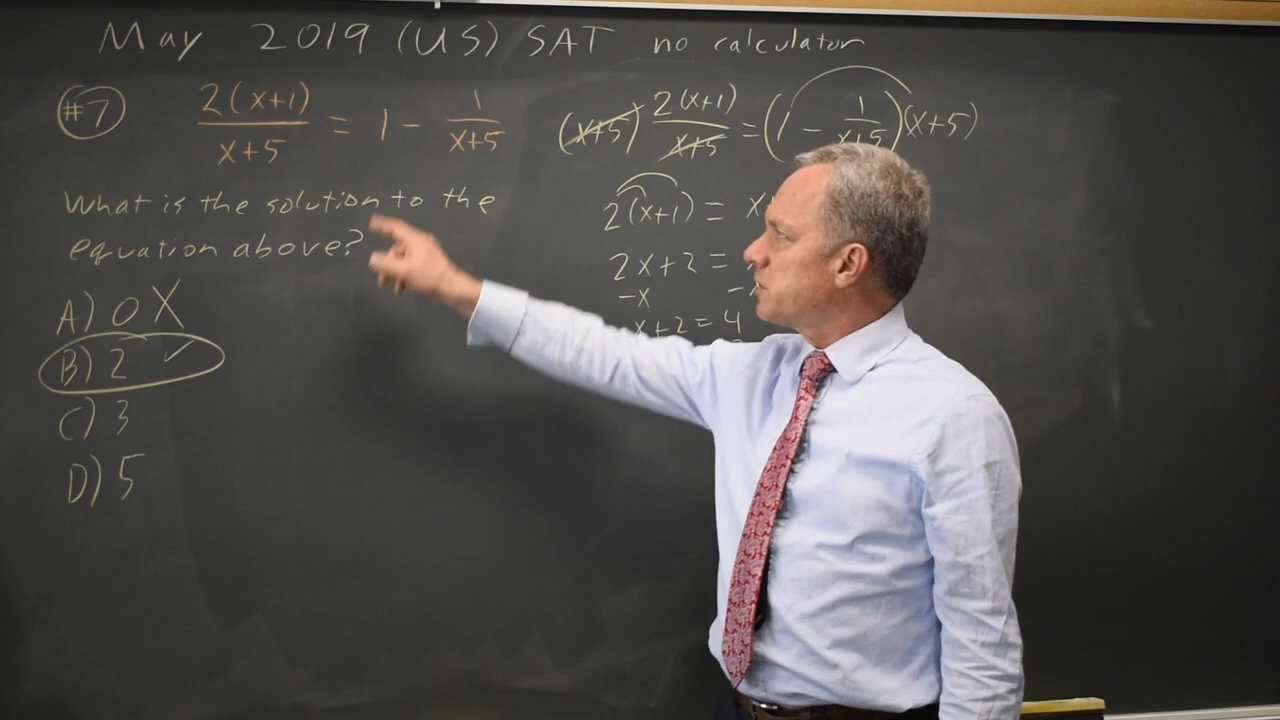 May 2019 (US) SAT no calculator
#7
2(x+1)/x+5 = 1 - 1/x+5
What is the solution to the
equation above?
A) 0 X
B) 2 ✓
C) 3
D) 5
(x+5) 2(x+1)/x+5 = (1 - 1/x+5)(x+5)
2(x+1) = x
2x+2 =
-x -x
x+2=4